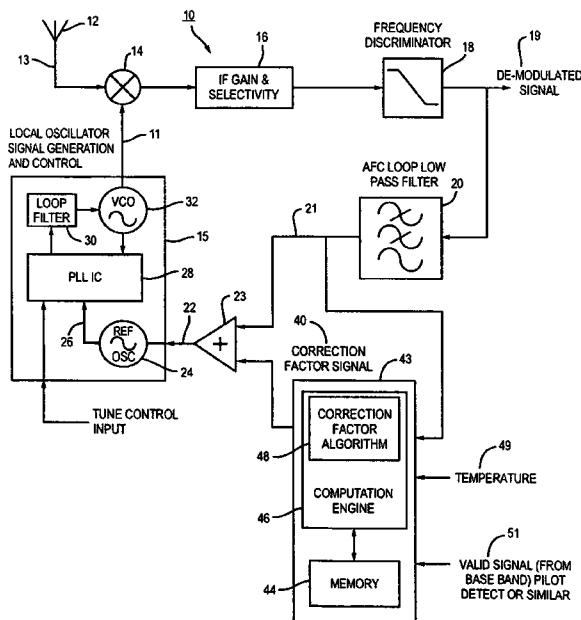 10
12
13
14
16
IF GAIN &
SELECTIVITY
FREQUENCY
DISCRIMINATOR
18
19
DE-MODULATED
SIGNAL
11
LOCAL OSCILLATOR
SIGNAL GENERATION
AND CONTROL
LOOP
FILTER
30
VCO
32
15
PLL IC
28
26
REF
OSC
24
22
23
+
21
AFC LOOP LOW
PASS FILTER
20
TUNE CONTROL
INPUT
40
CORRECTION
FACTOR SIGNAL
43
CORRECTION
FACTOR
ALGORITHM
48
COMPUTATION
ENGINE
46
MEMORY
44
49
TEMPERATURE
51
VALID SIGNAL (FROM
BASE BAND) PILOT
DETECT OR SIMILAR